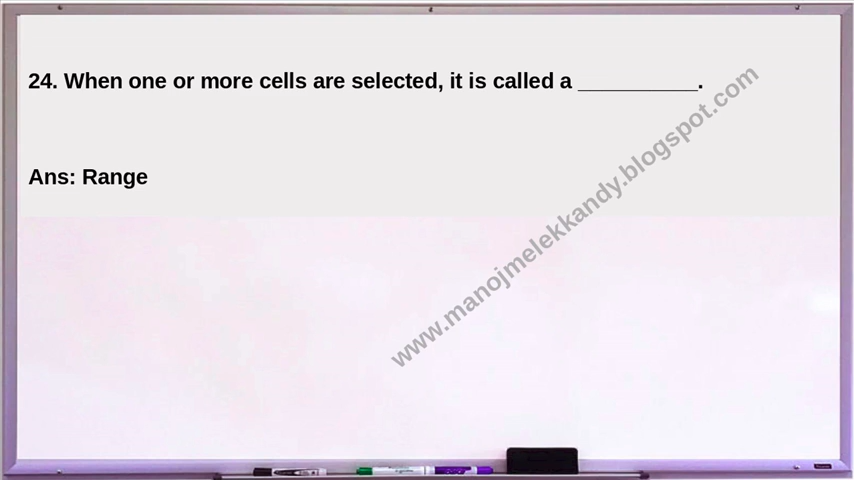 24. When one or more cells are selected, it is called a __________.
Ans: Range
www.manojmelekkandy.blogspot.com